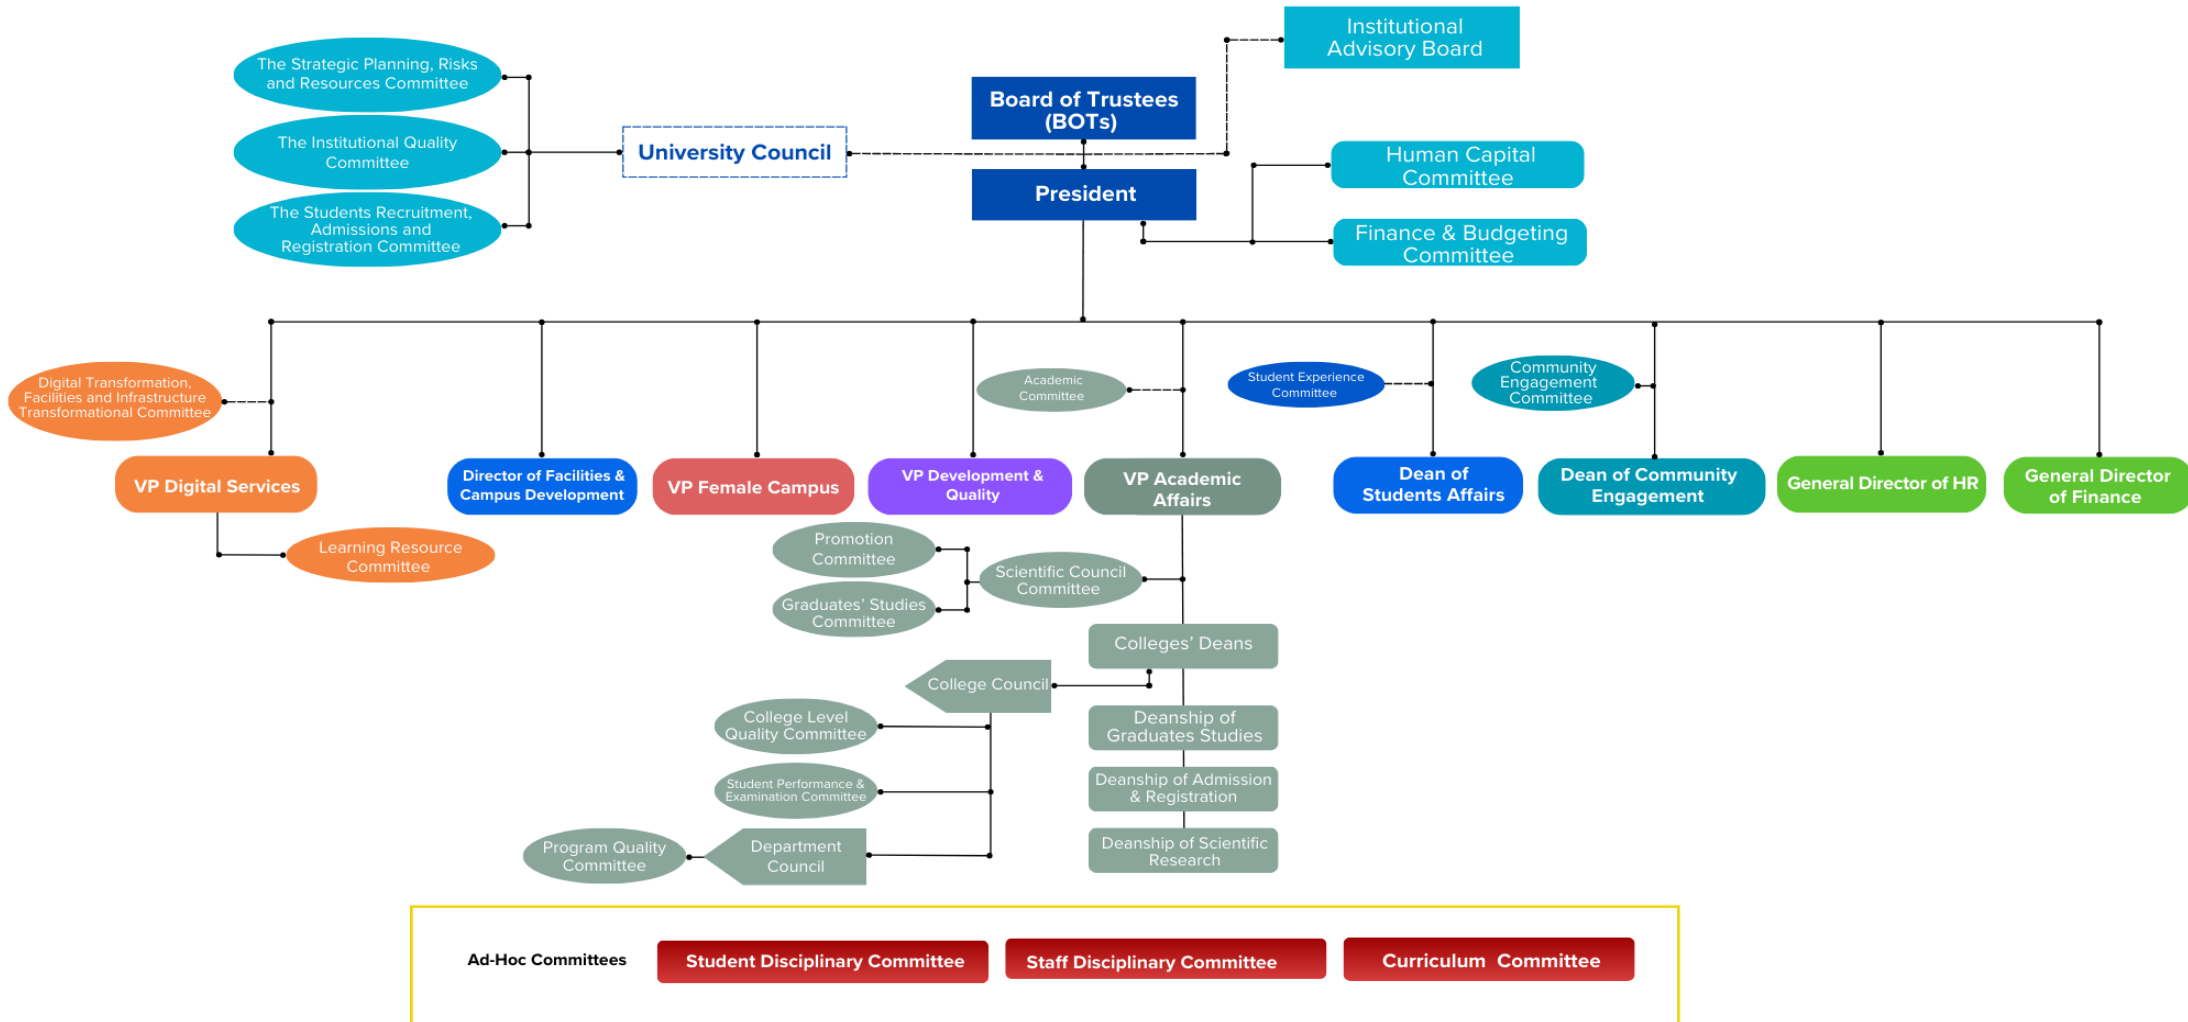 Institutional
Advisory Board
The Strategic Planning, Risks
and Resources Committee
Board of Trustees
(BOTs)
The Institutional Quality
Committee
University Council
Human Capital
Committee
President
The Students Recruitment,
Admissions and
Registration Committee
Finance & Budgeting
Committee
Digital Transformation,
Facilities and Infrastructure
Transformational Committee
Academic
Committee
Student Experience
Committee
Community
Engagement
Committee
VP Digital Services
Director of Facilities &
Campus Development
VP Female Campus
VP Development &
Quality
VP Academic
Affairs
Dean of
Students Affairs
Dean of Community
Engagement
General Director of HR
General Director
of Finance
Learning Resource
Committee
Promotion
Committee
Scientific Council
Committee
Graduates’ Studies
Committee
Colleges’ Deans
College Council
College Level
Quality Committee
Deanship of
Graduates Studies
Student Performance &
Examination Committee
Deanship of Admission
& Registration
Program Quality
Committee
Department
Council
Deanship of Scientific
Research
Ad-Hoc Committees
Student Disciplinary Committee
Staff Disciplinary Committee
Curriculum  Committee